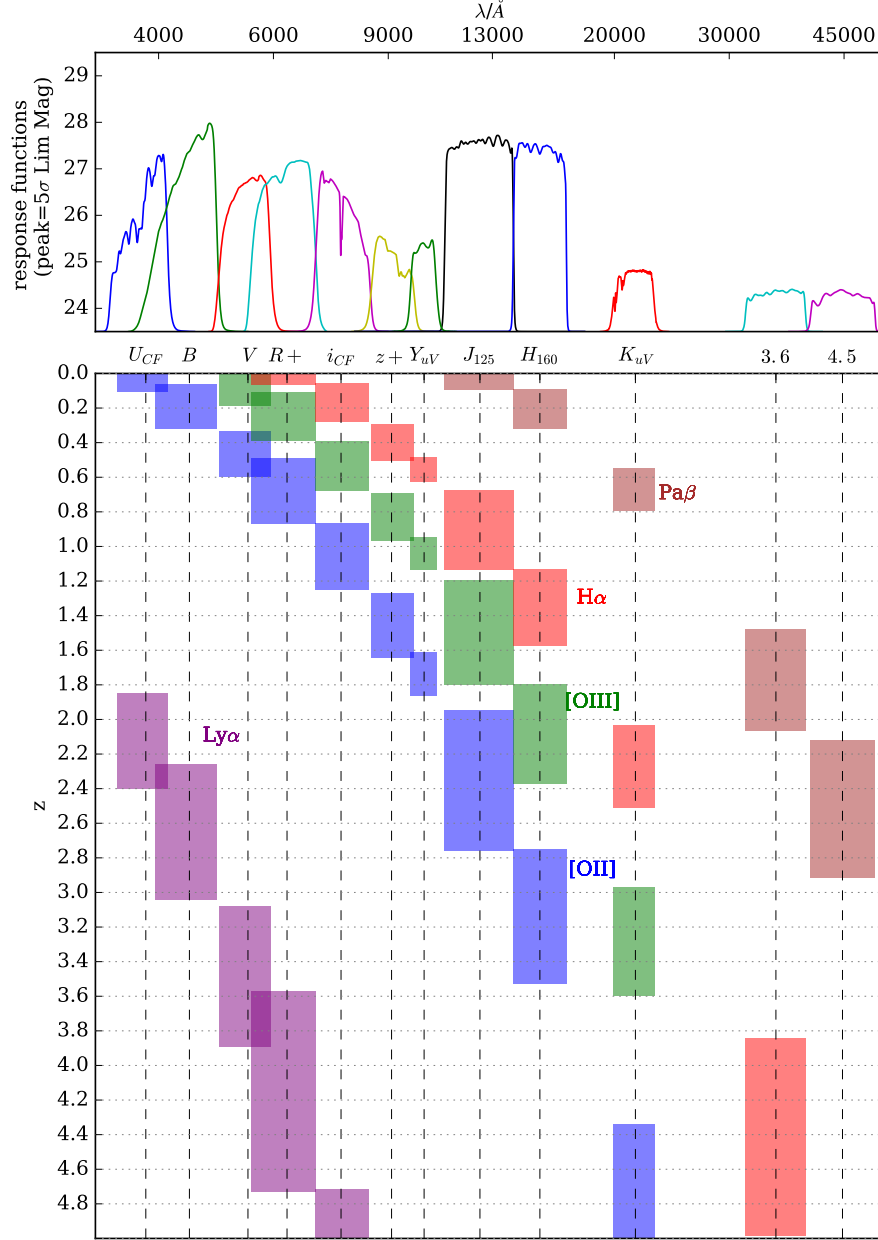 λ/Å
4000 6000 9000 13000 20000 30000 45000
response functions
(peak=5σ Lim Mag)
29
28
27
26
25
24
U_CF B V R+ i_CF z+ Y_uV J_125 H_160 K_uV 3.6 4.5
z
0.0
0.2
0.4
0.6
0.8
1.0
1.2
1.4
1.6
1.8
2.0
2.2
2.4
2.6
2.8
3.0
3.2
3.4
3.6
3.8
4.0
4.2
4.4
4.6
4.8
Paβ
Hα
[OIII]
Lyα
[OII]